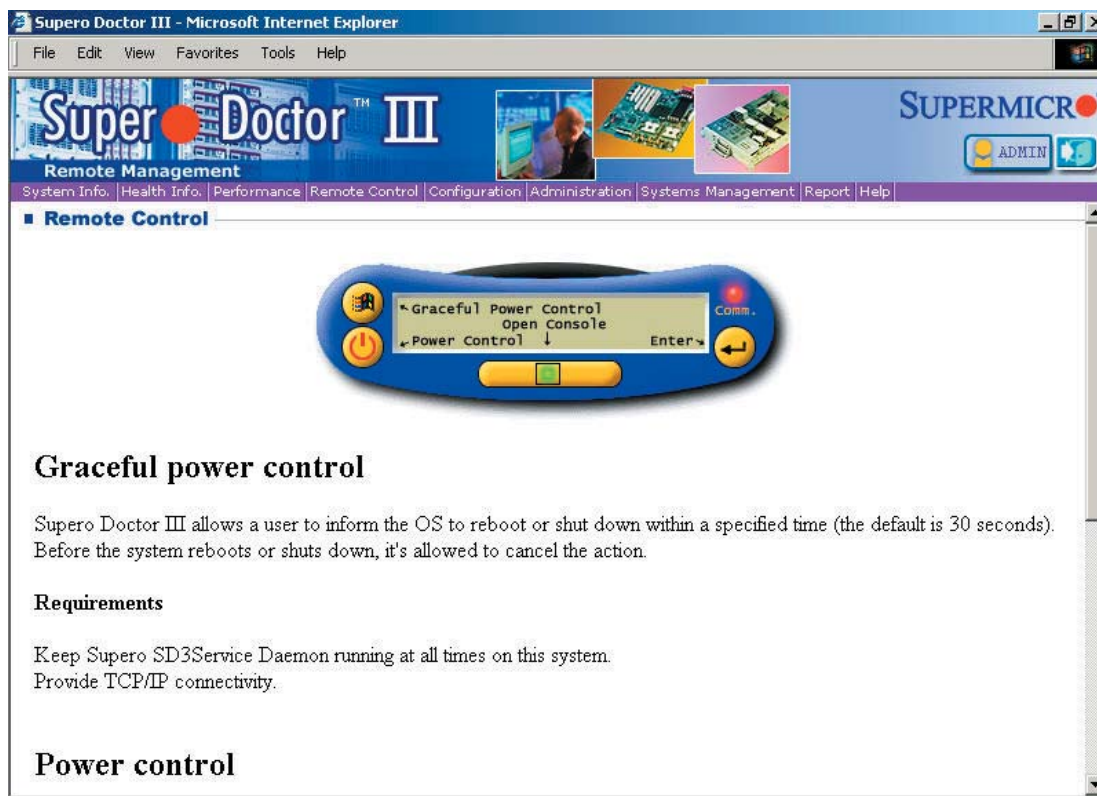 Supero Doctor III - Microsoft Internet Explorer
File Edit View Favorites Tools Help
Super Doctor™ III
Remote Management
SUPERMICRO
ADMIN
System Info. Health Info. Performance Remote Control Configuration Administration Systems Management Report Help
Remote Control
Graceful Power Control
Open Console
Power Control ↓ Enter
Comm.
Graceful power control
Supero Doctor III allows a user to inform the OS to reboot or shut down within a specified time (the default is 30 seconds).
Before the system reboots or shuts down, it's allowed to cancel the action.
Requirements
Keep Supero SD3Service Daemon running at all times on this system.
Provide TCP/IP connectivity.
Power control